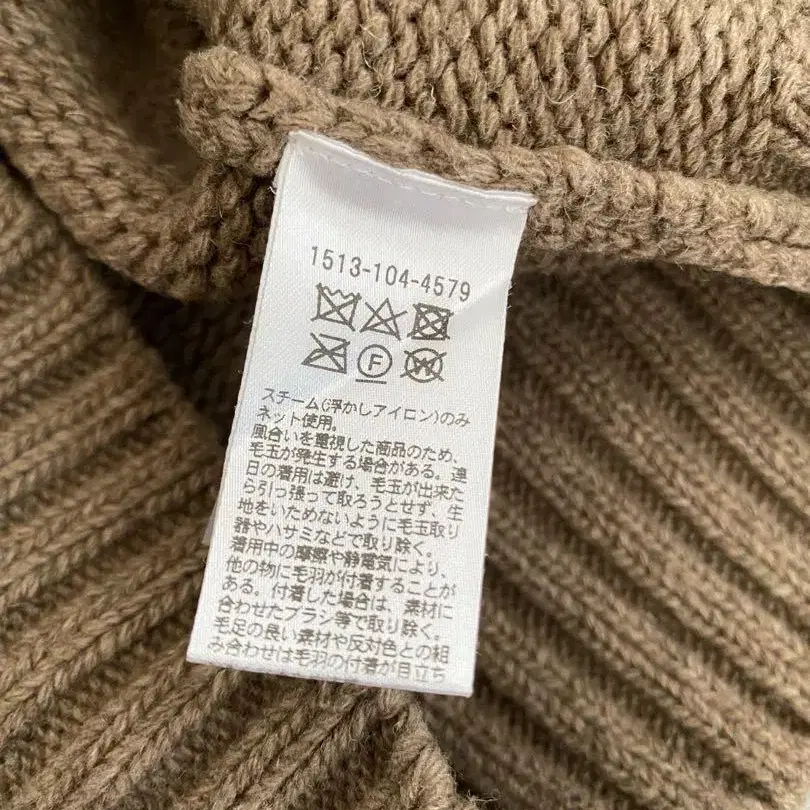 1513-104-4579
F W
スチーム(浮かしアイロン)のみ
ネット使用。
風合いを重視した商品のため、
毛玉が発生する場合がある。連
日の着用は避け、毛玉が出来た
ら引っ張って取ろうとせず、生
地をいためないように毛玉取り
器やハサミなどで取り除く。
着用中の摩擦や静電気により、
他の物に毛羽が付着することが
ある。付着した場合は、素材に
合わせたブラシ等で取り除く。
毛足の長い素材や反対色との組
み合わせは毛羽の付着が目立ち